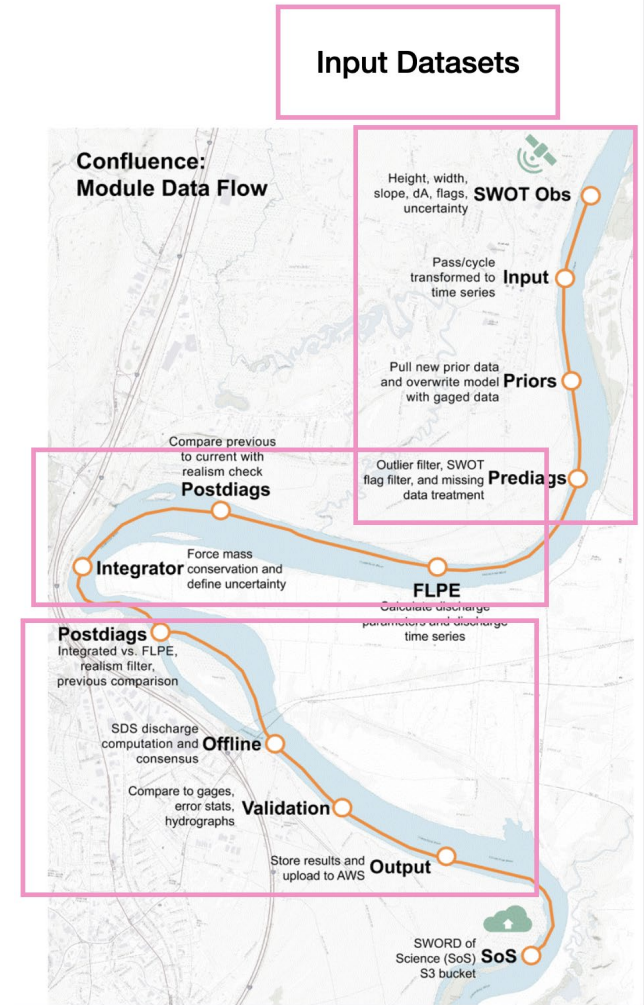 Input Datasets
Confluence:
Module Data Flow
Height, width,
slope, dA, flags,
uncertainty
SWOT Obs
Pass/cycle
transformed to
time series
Input
Pull new prior data
and overwrite model
with gaged data
Priors
Outlier filter, SWOT
flag filter, and missing
data treatment
Prediags
Compare previous
to current with
realism check
Postdiags
Integrator
Force mass
conservation and
define uncertainty
FLPE
Calculate discharge
parameters and discharge
time series
Postdiags
Integrated vs. FLPE,
realism filter,
previous comparison
SDS discharge
computation and
consensus
Offline
Compare to gages,
error stats,
hydrographs
Validation
Store results and
upload to AWS
Output
SWORD of
Science (SoS)
S3 bucket
SoS